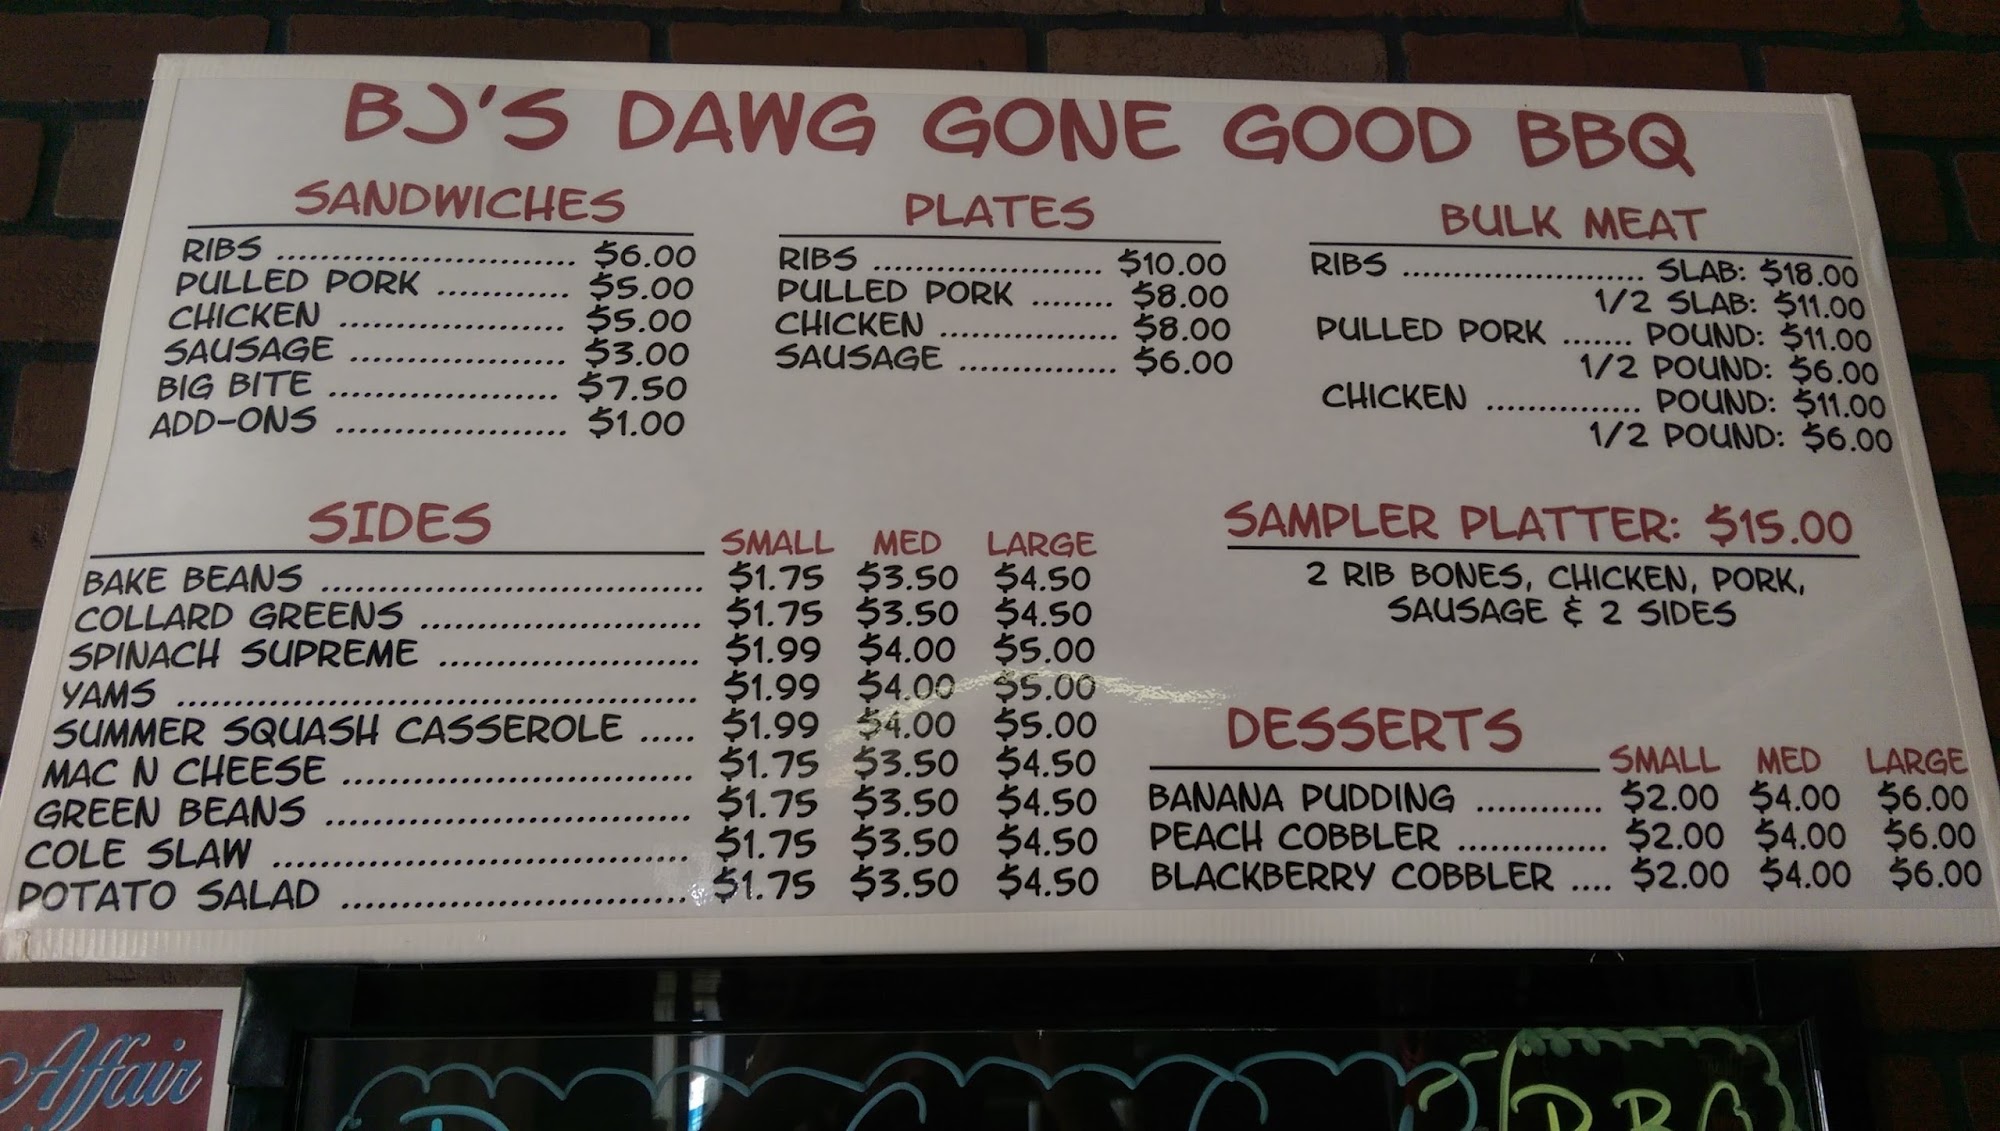 BJ'S DAWG GONE GOOD BBQ
SANDWICHES
RIBS ............................ $6.00
PULLED PORK ............. $5.00
CHICKEN ...................... $5.00
SAUSAGE ..................... $3.00
BIG BITE ...................... $7.50
ADD-ONS ...................... $1.00
PLATES
RIBS ...................... $10.00
PULLED PORK ........ $8.00
CHICKEN ................. $8.00
SAUSAGE ............... $6.00
BULK MEAT
RIBS ....................... SLAB: $18.00
1/2 SLAB: $11.00
PULLED PORK ....... POUND: $11.00
1/2 POUND: $6.00
CHICKEN ............... POUND: $11.00
1/2 POUND: $6.00
SIDES SMALL MED LARGE
BAKE BEANS .................................... $1.75 $3.50 $4.50
COLLARD GREENS ........................... $1.75 $3.50 $4.50
SPINACH SUPREME ......................... $1.99 $4.00 $5.00
YAMS ................................................. $1.99 $4.00 $5.00
SUMMER SQUASH CASSEROLE ..... $1.99 $4.00 $5.00
MAC N CHEESE ................................. $1.75 $3.50 $4.50
GREEN BEANS .................................. $1.75 $3.50 $4.50
COLE SLAW ....................................... $1.75 $3.50 $4.50
POTATO SALAD ................................ $1.75 $3.50 $4.50
SAMPLER PLATTER: $15.00
2 RIB BONES, CHICKEN, PORK,
SAUSAGE & 2 SIDES
DESSERTS SMALL MED LARGE
BANANA PUDDING ............ $2.00 $4.00 $6.00
PEACH COBBLER .............. $2.00 $4.00 $6.00
BLACKBERRY COBBLER .... $2.00 $4.00 $6.00
Affair